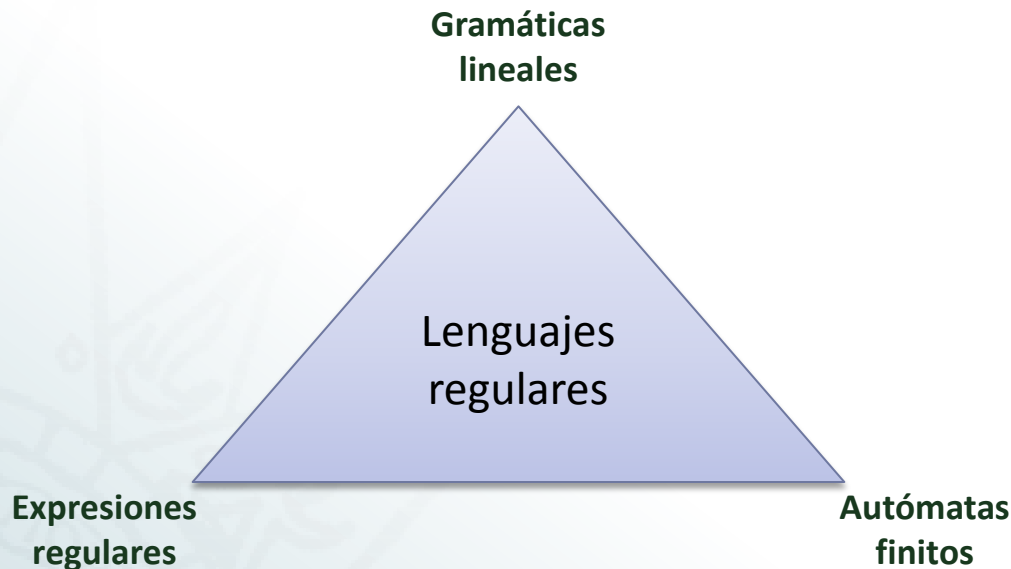 Gramáticas
lineales
Lenguajes
regulares
Expresiones
regulares
Autómatas
finitos